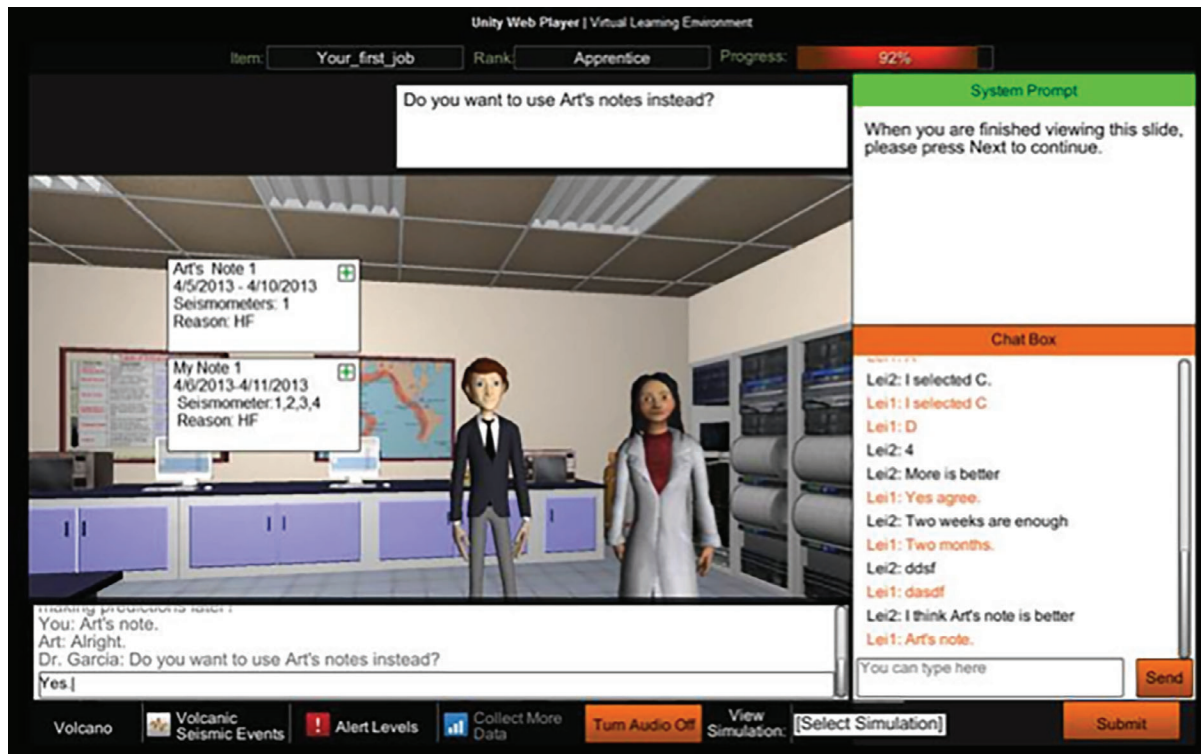 Unity Web Player | Virtual Learning Environment
Item: Your_first_job Rank: Apprentice Progress: 92%
Do you want to use Art's notes instead?
System Prompt
When you are finished viewing this slide,
please press Next to continue.
Art's Note 1
4/5/2013 - 4/10/2013
Seismometers: 1
Reason: HF
My Note 1
4/6/2013-4/11/2013
Seismometer:1,2,3,4
Reason: HF
Chat Box
Lei2: I selected C.
Lei1: I selected C
Lei1: D
Lei2: 4
Lei2: More is better
Lei1: Yes agree.
Lei2: Two weeks are enough
Lei1: Two months.
Lei2: ddsf
Lei1: dasdf
Lei2: I think Art's note is better
Lei1: Art's note.
You can type here
Send
making predictions later?
You: Art's note.
Art: Alright.
Dr. Garcia: Do you want to use Art's notes instead?
Yes.
Volcano
Volcanic
Seismic Events
Alert Levels
Collect More
Data
Turn Audio Off
View
Simulation:
[Select Simulation]
Submit